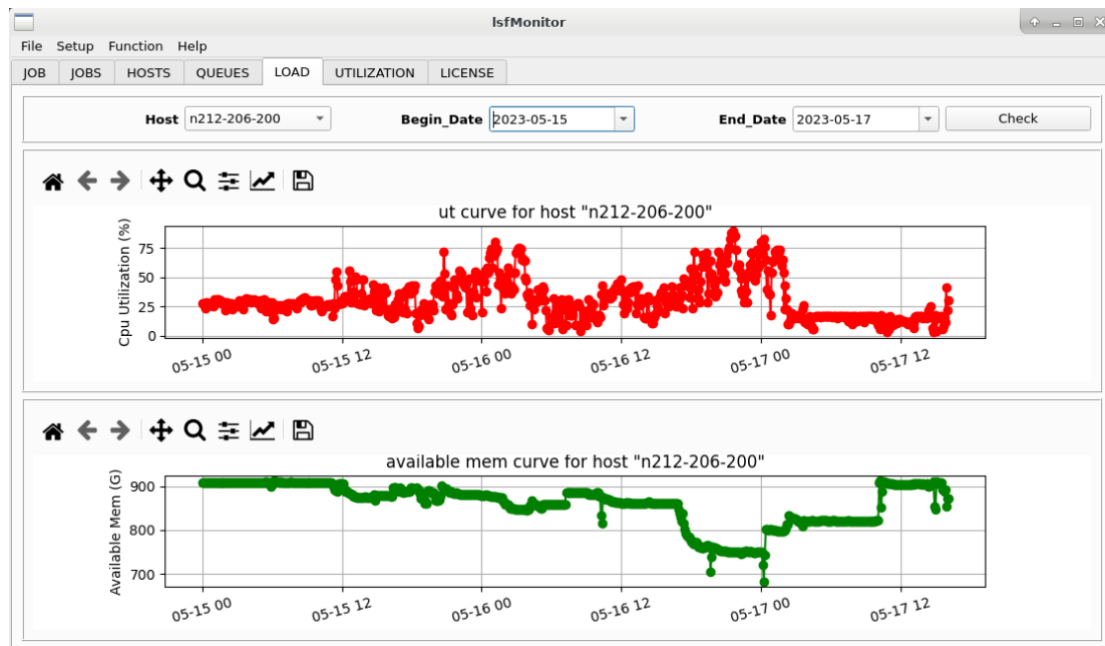 lsfMonitor
File Setup Function Help
JOB JOBS HOSTS QUEUES LOAD UTILIZATION LICENSE
Host n212-206-200 Begin_Date 2023-05-15 End_Date 2023-05-17 Check
ut curve for host "n212-206-200"
Cpu Utilization (%)
75
50
25
0
05-15 00 05-15 12 05-16 00 05-16 12 05-17 00 05-17 12
available mem curve for host "n212-206-200"
Available Mem (G)
900
800
700
05-15 00 05-15 12 05-16 00 05-16 12 05-17 00 05-17 12